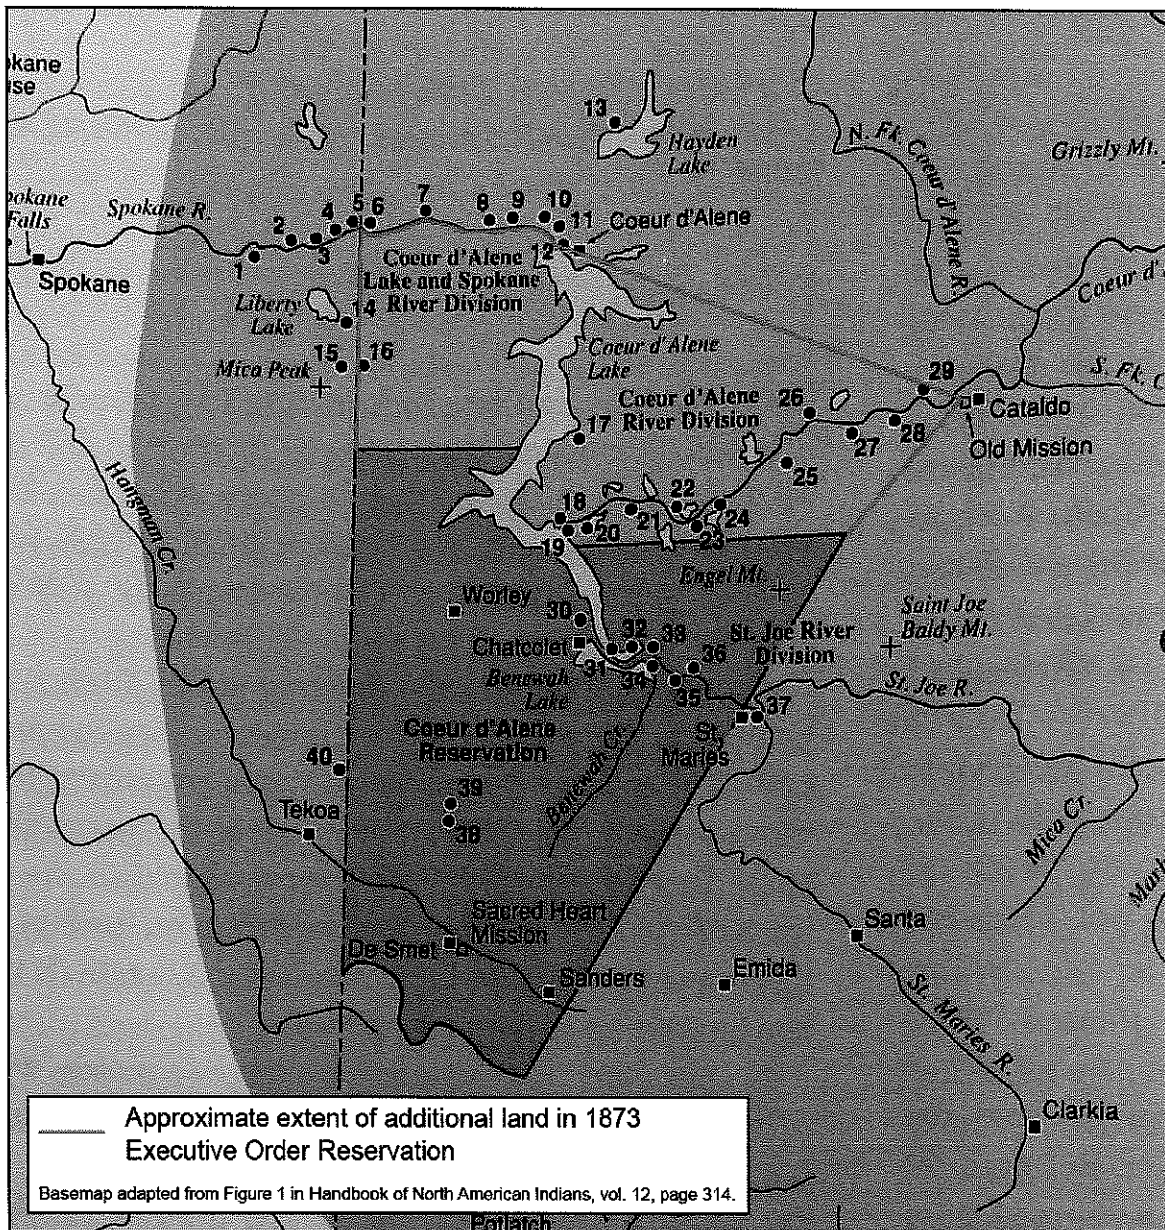 kane
ise
13
Hayden
Lake
N. Fk. Coeur d'Alene R.
Grizzly Mt.
pokane
Falls
Spokane R.
1
2
3
4
5
6
7
8
9
10
11
12
Coeur d'Alene
Spokane
Coeur d'Alene
Lake and Spokane
River Division
Liberty
Lake
14
15
16
Mica Peak
Coeur d'Alene
Lake
Coeur d'
S. Fk. C
Coeur d'Alene
River Division
17
26
29
Cataldo
Old Mission
25
27
28
Hangman Cr.
18
19
20
21
22
23
24
Engel Mt.
Worley
30
Chatcolet
31
32
33
34
35
36
St. Joe River
Division
Saint Joe
Baldy Mt.
Benewah
Lake
St. Joe R.
37
St.
Maries
Coeur d'Alene
Reservation
Benewah Cr.
40
39
38
Tekoa
Mica Cr.
Sacred Heart
Mission
De Smet
Sanders
Santa
Emida
St. Maries R.
Clarkia
Approximate extent of additional land in 1873
Executive Order Reservation
Basemap adapted from Figure 1 in Handbook of North American Indians, vol. 12, page 314.
Potlatch